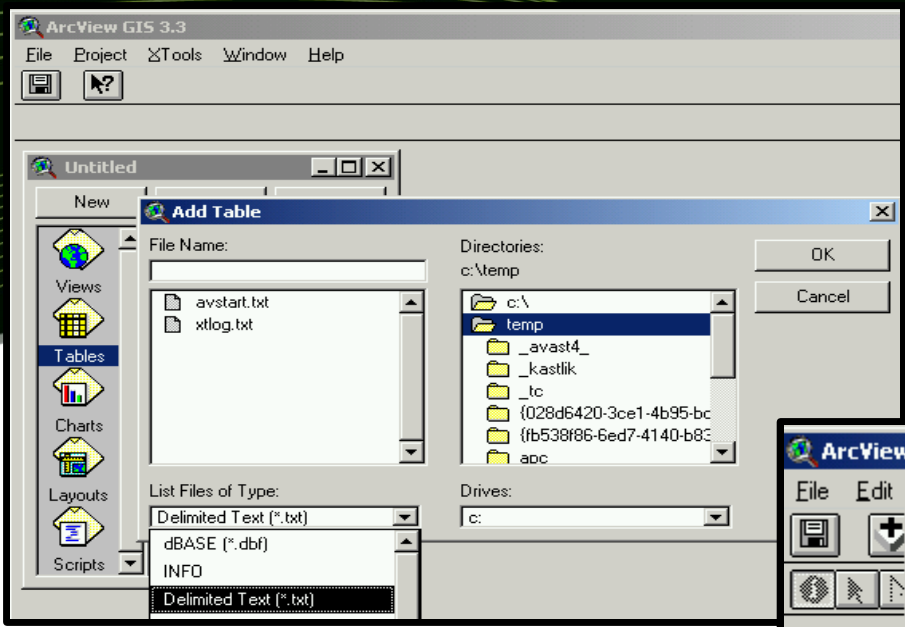 ArcView GIS 3.3
File Project XTools Window Help
Untitled
New
Add Table
File Name:
Directories:
OK
c:\temp
Cancel
avstart.txt
xtlog.txt
c:\
temp
_avast4_
_kastlik
_tc
{028d6420-3ce1-4b95-bc
{fb538f86-6ed7-4140-b83
apc
Views
Tables
Charts
Layouts
Scripts
List Files of Type:
Drives:
Delimited Text (*.txt)
c:
dBASE (*.dbf)
INFO
Delimited Text (*.txt)
ArcView
File Edit